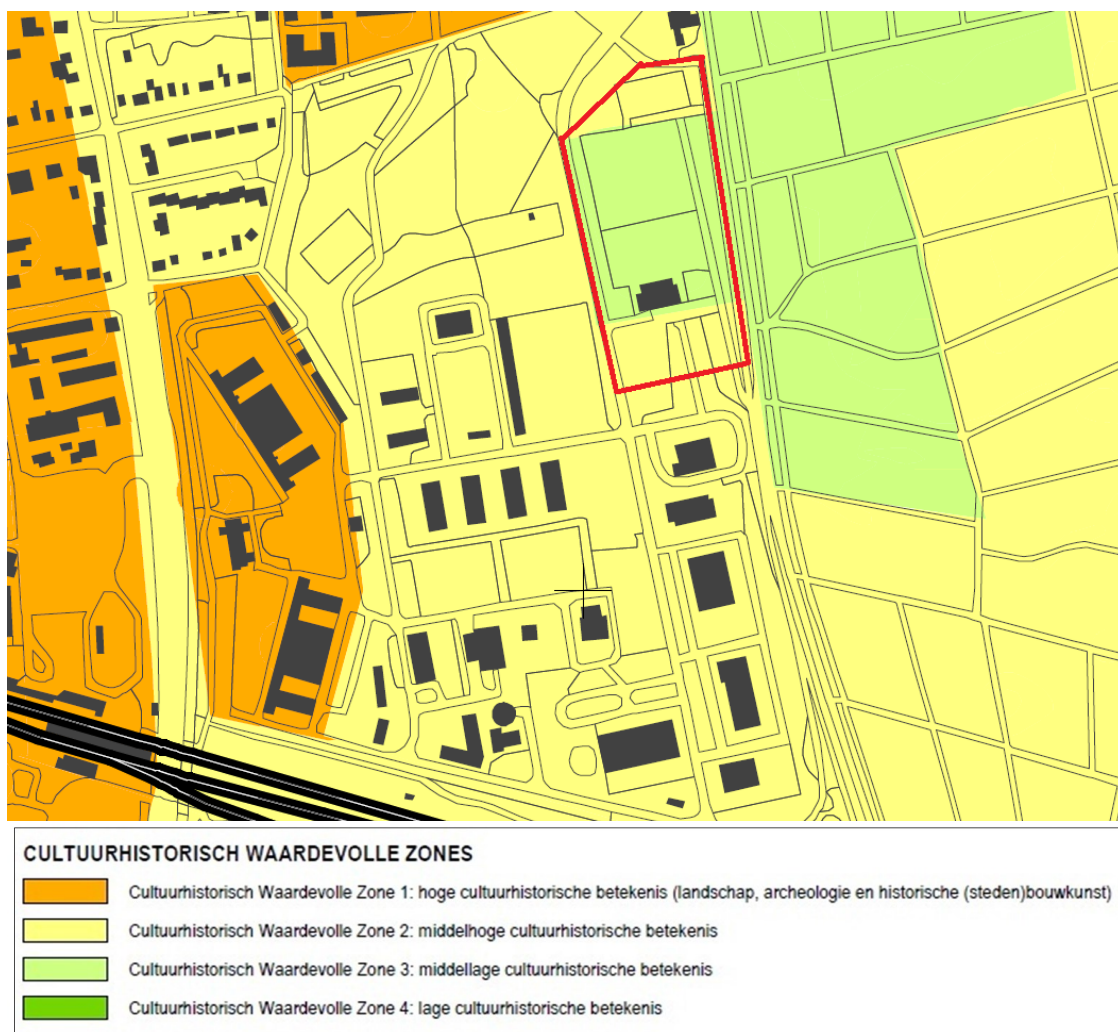 CULTUURHISTORISCH WAARDEVOLLE ZONES
Cultuurhistorisch Waardevolle Zone 1: hoge cultuurhistorische betekenis (landschap, archeologie en historische (steden)bouwkunst)
Cultuurhistorisch Waardevolle Zone 2: middelhoge cultuurhistorische betekenis
Cultuurhistorisch Waardevolle Zone 3: middellage cultuurhistorische betekenis
Cultuurhistorisch Waardevolle Zone 4: lage cultuurhistorische betekenis